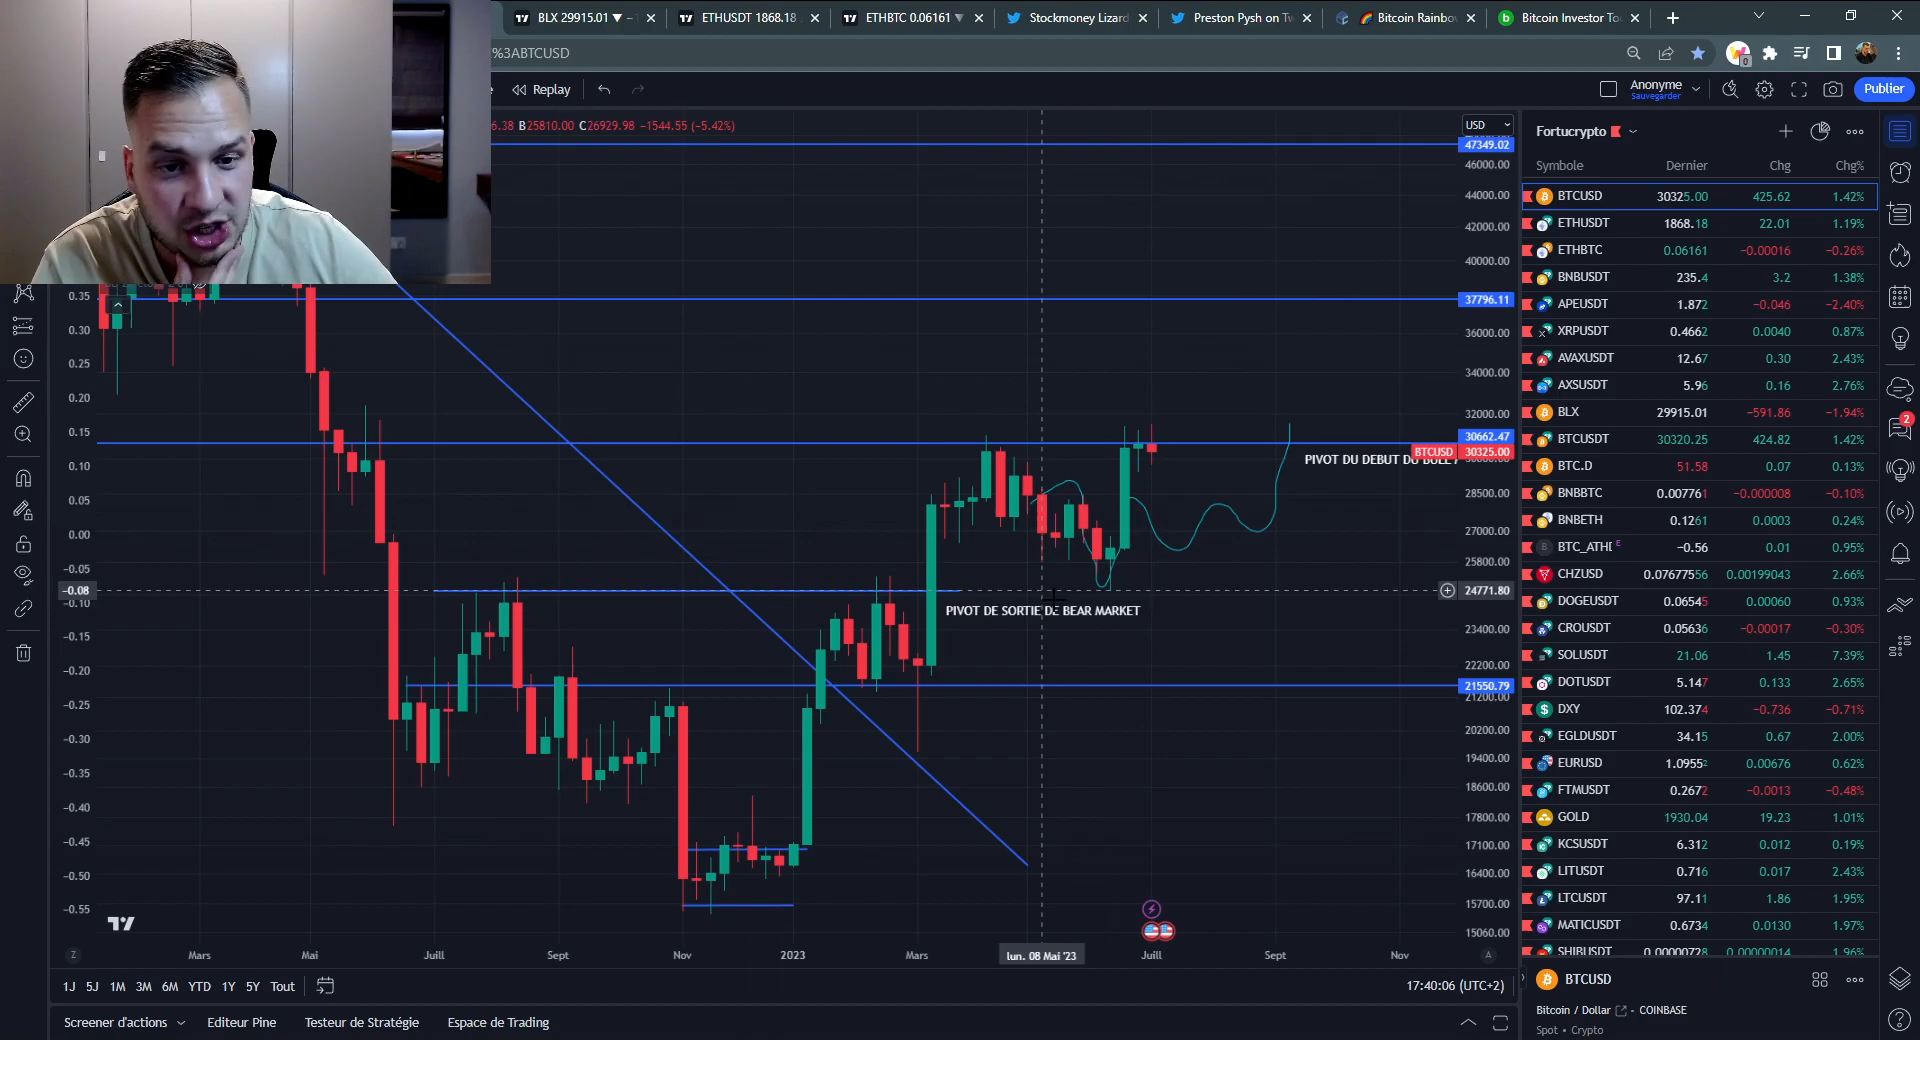 BLX 29915.01 ▼ −
ETHUSDT 1868.18
ETHBTC 0.06161 ▼
Stockmoney Lizard
Preston Pysh on Tw
Bitcoin Rainbo
Bitcoin Investor To
%3ABTCUSD
0
Replay
Anonyme
Sauvegarder
Publier
6.38 B25810.00 C26929.98 −1544.55 (−5.42%)
USD
47349.02
46000.00
44000.00
42000.00
40000.00
37796.11
36000.00
34000.00
32000.00
30662.47
BTCUSD 30325.00
28500.00
27000.00
25800.00
24771.80
23400.00
22200.00
21550.79
21200.00
20200.00
19400.00
18600.00
17800.00
17100.00
16400.00
15700.00
15060.00
0.35
0.30
0.25
0.20
0.15
0.10
0.05
0.00
−0.05
−0.08
−0.10
−0.15
−0.20
−0.25
−0.30
−0.35
−0.40
−0.45
−0.50
−0.55
PIVOT DU DEBUT DU BULL
PIVOT DE SORTIE DE BEAR MARKET
Z
Mars
Mai
Juill
Sept
Nov
2023
Mars
lun. 08 Mai '23
Juill
Sept
Nov
A
1J 5J 1M 3M 6M YTD 1Y 5Y Tout
17:40:06 (UTC+2)
Screener d'actions
Editeur Pine
Testeur de Stratégie
Espace de Trading
Fortucrypto
Symbole Dernier Chg Chg%
BTCUSD 30325.00 425.62 1.42%
ETHUSDT 1868.18 22.01 1.19%
ETHBTC 0.06161 −0.00016 −0.26%
BNBUSDT 235.4 3.2 1.38%
APEUSDT 1.872 −0.046 −2.40%
XRPUSDT 0.4662 0.0040 0.87%
AVAXUSDT 12.67 0.30 2.43%
AXSUSDT 5.96 0.16 2.76%
BLX 29915.01 −591.86 −1.94%
BTCUSDT 30320.25 424.82 1.42%
BTC.D 51.58 0.07 0.13%
BNBBTC 0.007761 −0.000008 −0.10%
BNBETH 0.1261 0.0003 0.24%
BTC_ATH E −0.56 0.01 0.95%
CHZUSD 0.07677556 0.00199043 2.66%
DOGEUSDT 0.06545 0.00060 0.93%
CROUSDT 0.05636 −0.00017 −0.30%
SOLUSDT 21.06 1.45 7.39%
DOTUSDT 5.147 0.133 2.65%
DXY 102.374 −0.736 −0.71%
EGLDUSDT 34.15 0.67 2.00%
EURUSD 1.09552 0.00676 0.62%
FTMUSDT 0.2672 −0.0013 −0.48%
GOLD 1930.04 19.23 1.01%
KCSUSDT 6.312 0.012 0.19%
LITUSDT 0.716 0.017 2.43%
LTCUSDT 97.11 1.86 1.95%
MATICUSDT 0.6734 0.0130 1.97%
SHIBUSDT 0.00000728 0.00000014 1.96%
BTCUSD
Bitcoin / Dollar - COINBASE
Spot • Crypto
2